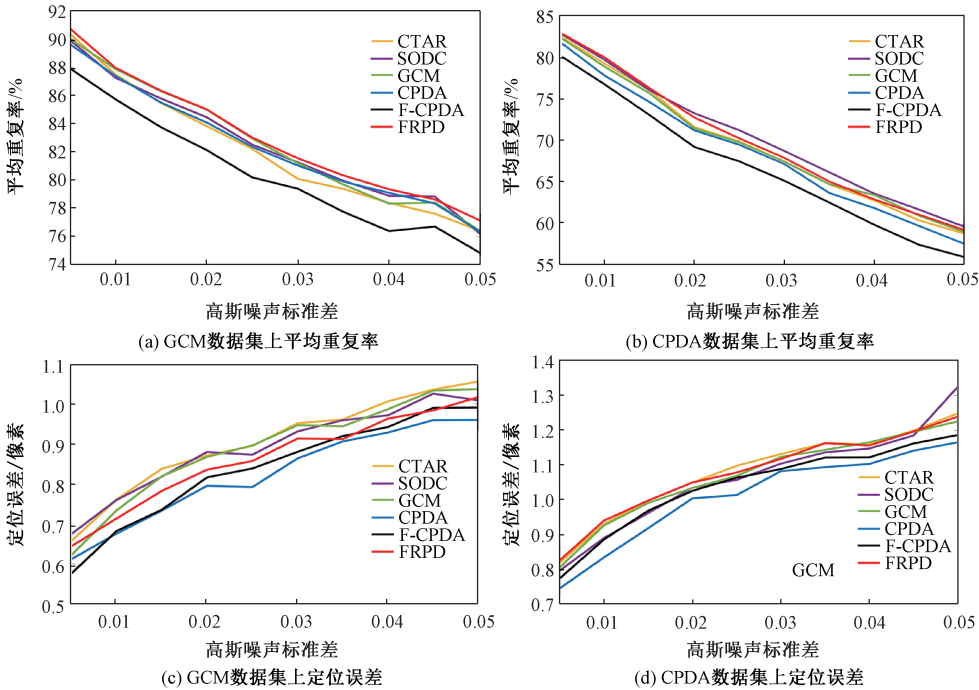 92
90
88
86
84
82
80
78
76
74
平均重复率/%
CTAR
SODC
GCM
CPDA
F-CPDA
FRPD
0.01 0.02 0.03 0.04 0.05
高斯噪声标准差
(a) GCM数据集上平均重复率
85
80
75
70
65
60
55
平均重复率/%
CTAR
SODC
GCM
CPDA
F-CPDA
FRPD
0.01 0.02 0.03 0.04 0.05
高斯噪声标准差
(b) CPDA数据集上平均重复率
1.1
1.0
0.9
0.8
0.7
0.6
0.5
定位误差/像素
CTAR
SODC
GCM
CPDA
F-CPDA
FRPD
0.01 0.02 0.03 0.04 0.05
高斯噪声标准差
(c) GCM数据集上定位误差
1.4
1.3
1.2
1.1
1.0
0.9
0.8
0.7
定位误差/像素
CTAR
SODC
GCM
CPDA
F-CPDA
FRPD
GCM
0.01 0.02 0.03 0.04 0.05
高斯噪声标准差
(d) CPDA数据集上定位误差